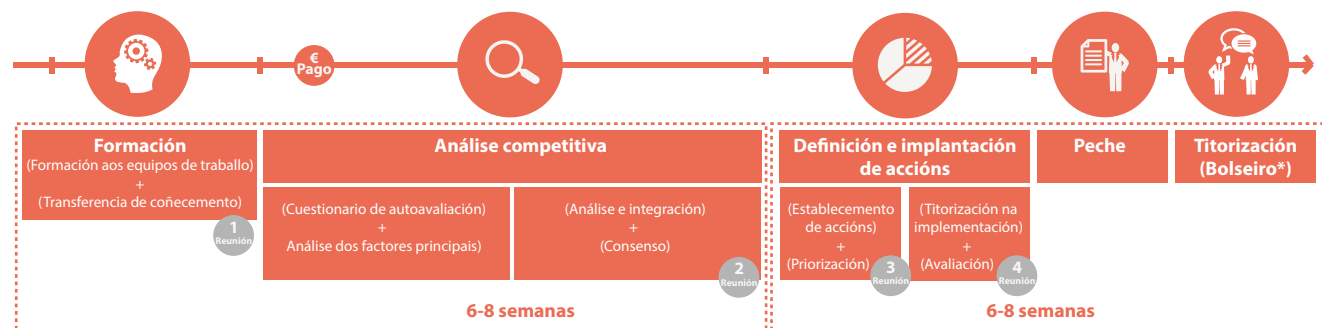 €
Pago
Formación
(Formación aos equipos de traballo)
+
(Transferencia de coñecemento)
1
Reunión
Análise competitiva
(Cuestionario de autoavaliación)
+
Análise dos factores principais)
(Análise e integración)
+
(Consenso)
2
Reunión
6-8 semanas
Definición e implantación
de accións
(Establecemento
de accións)
+
(Priorización)
3
Reunión
(Titorización na
implementación)
+
(Avaliación)
4
Reunión
Peche
Titorización
(Bolseiro*)
6-8 semanas